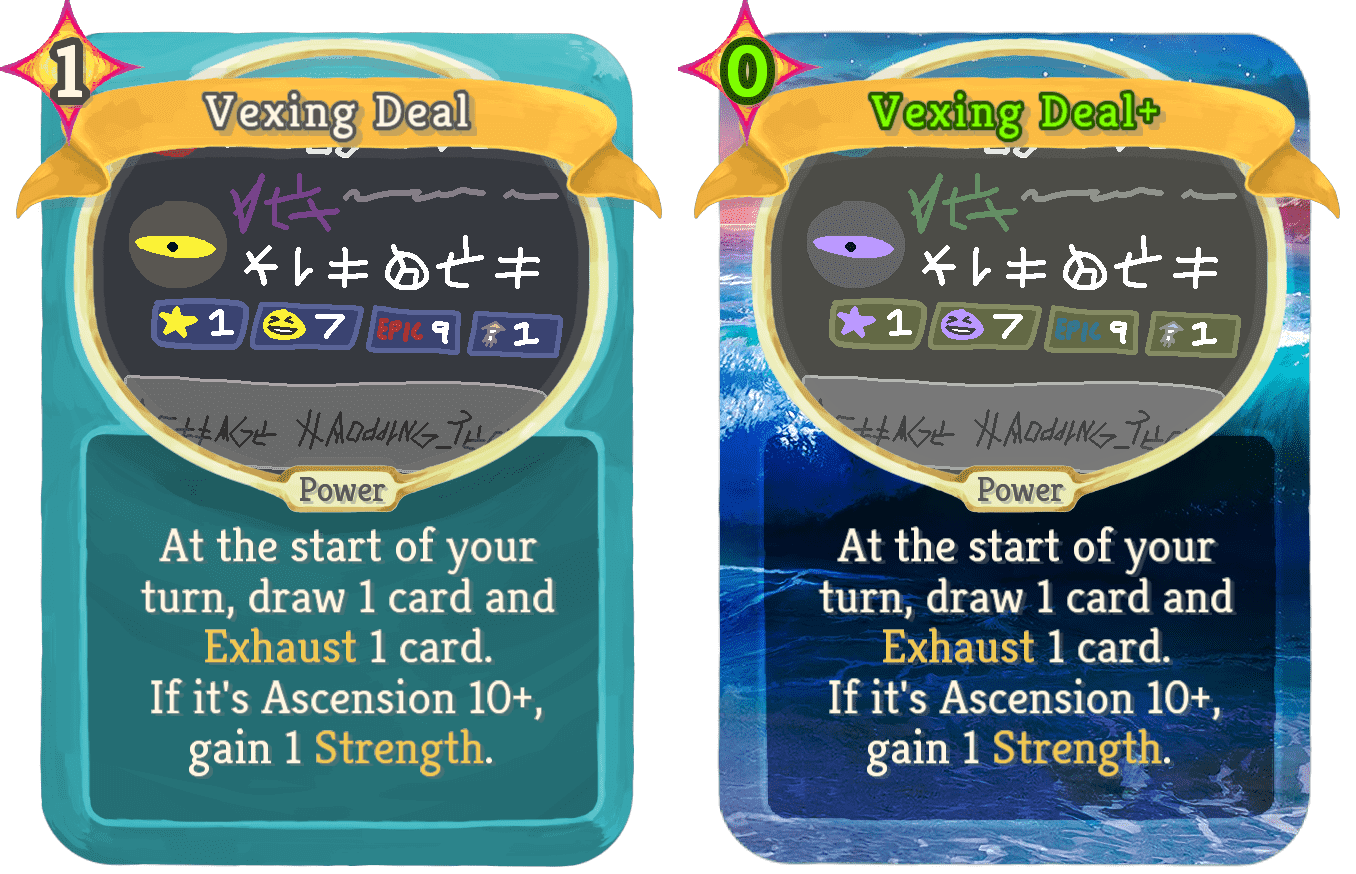 1
Vexing Deal
1 7 EPIC 9 1
Power
At the start of your
turn, draw 1 card and
Exhaust 1 card.
If it's Ascension 10+,
gain 1 Strength.
0
Vexing Deal+
1 7 EPIC 9 1
Power
At the start of your
turn, draw 1 card and
Exhaust 1 card.
If it's Ascension 10+,
gain 1 Strength.